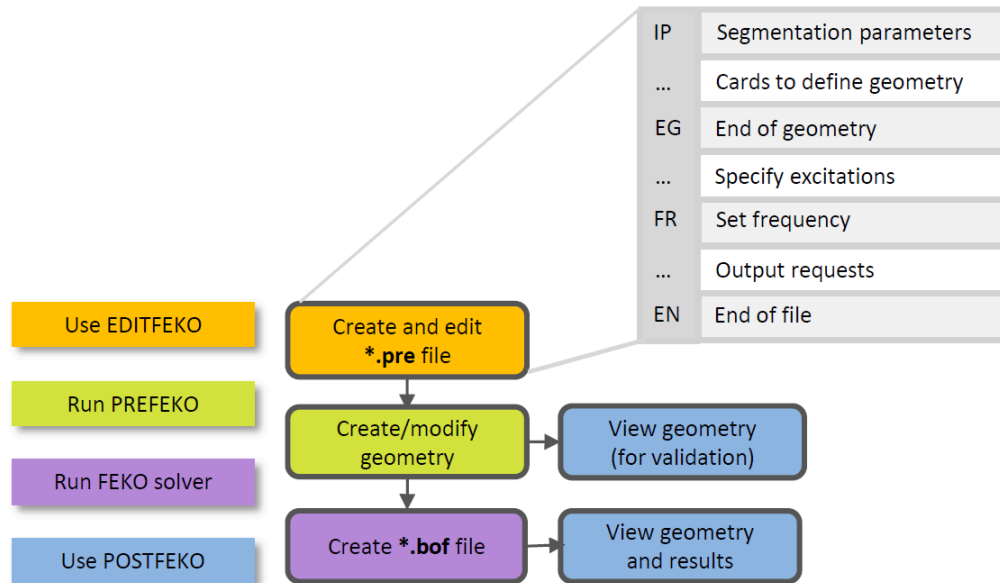 IP Segmentation parameters
... Cards to define geometry
EG End of geometry
... Specify excitations
FR Set frequency
... Output requests
EN End of file
Use EDITFEKO
Create and edit
*.pre file
Run PREFEKO
Create/modify
geometry
View geometry
(for validation)
Run FEKO solver
Create *.bof file
View geometry
and results
Use POSTFEKO